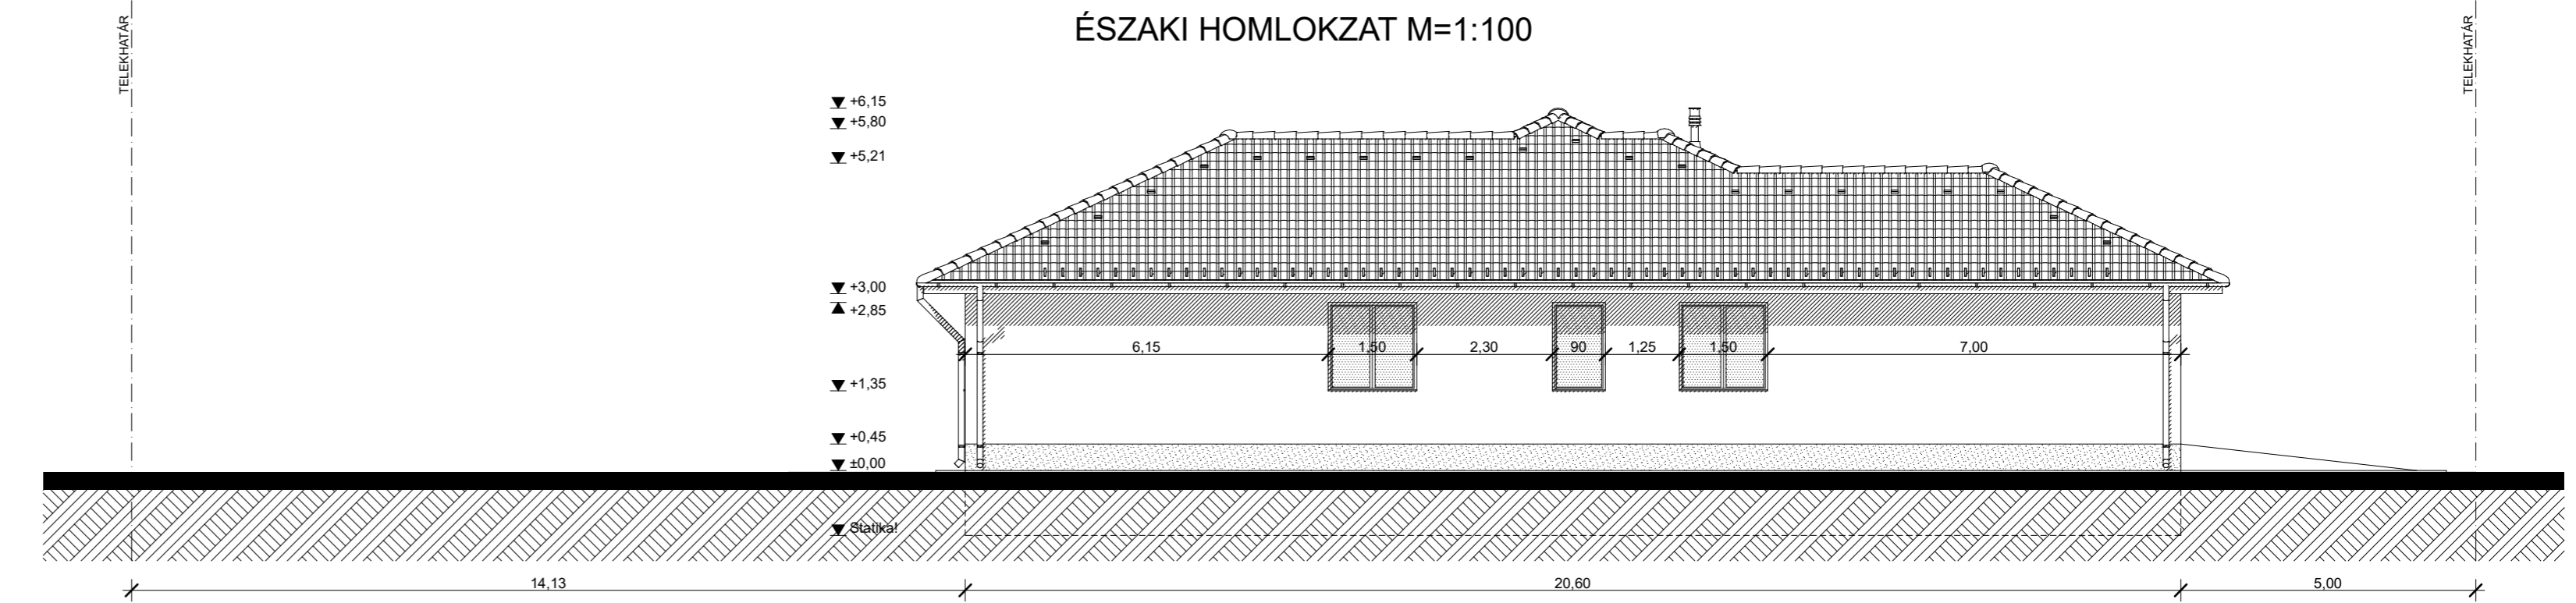 ÉSZAKI HOMLOKZAT M=1:100
TELEKHATÁR
TELEKHATÁR
+6,15
+5,80
+5,21
+3,00
+2,85
6,15 1,50 2,30 90 1,25 1,50 7,00
+1,35
+0,45
±0,00
Statika!
14,13 20,60 5,00